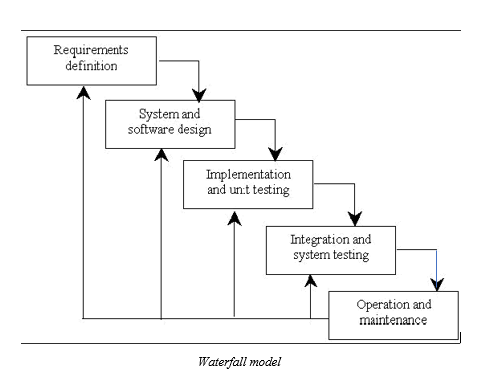 Requirements
definition
System and
software design
Implementation
and unit testing
Integration and
system testing
Operation and
maintenance
Waterfall model